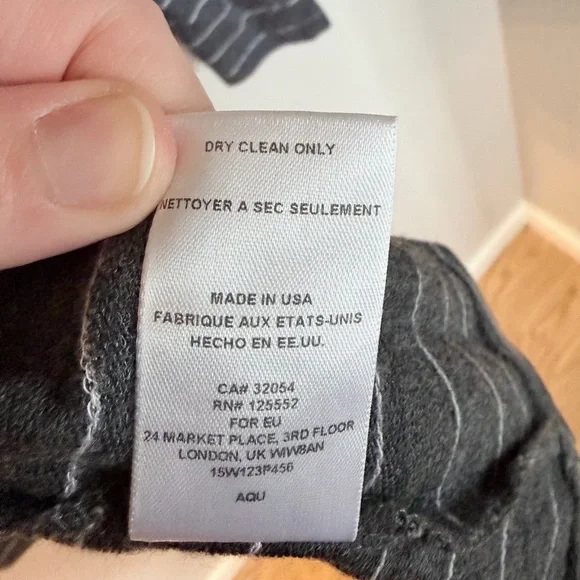 DRY CLEAN ONLY
NETTOYER A SEC SEULEMENT
MADE IN USA
FABRIQUE AUX ETATS-UNIS
HECHO EN EE.UU.
CA# 32054
RN# 125552
FOR EU
24 MARKET PLACE, 3RD FLOOR
LONDON, UK WIW8AN
15W123P456
AQU